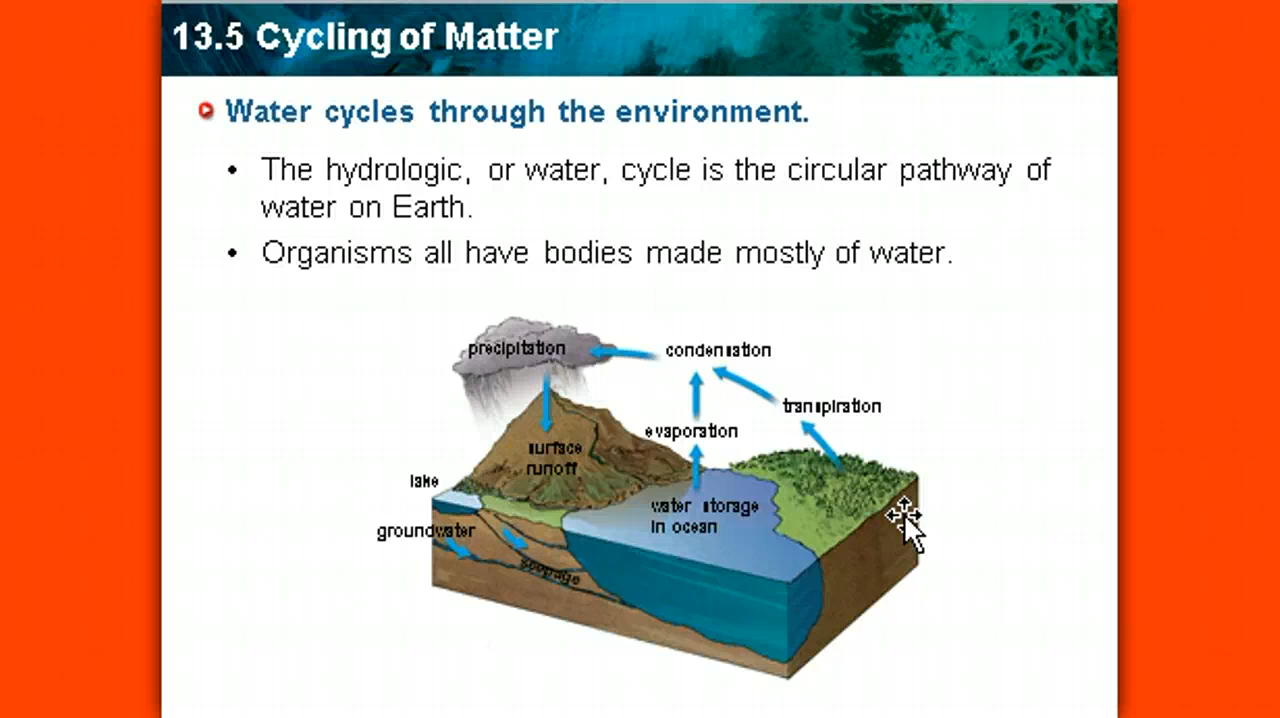 13.5 Cycling of Matter
Water cycles through the environment.
• The hydrologic, or water, cycle is the circular pathway of
water on Earth.
• Organisms all have bodies made mostly of water.
precipitation
condensation
transpiration
evaporation
surface
runoff
lake
water storage
in ocean
groundwater
seepage